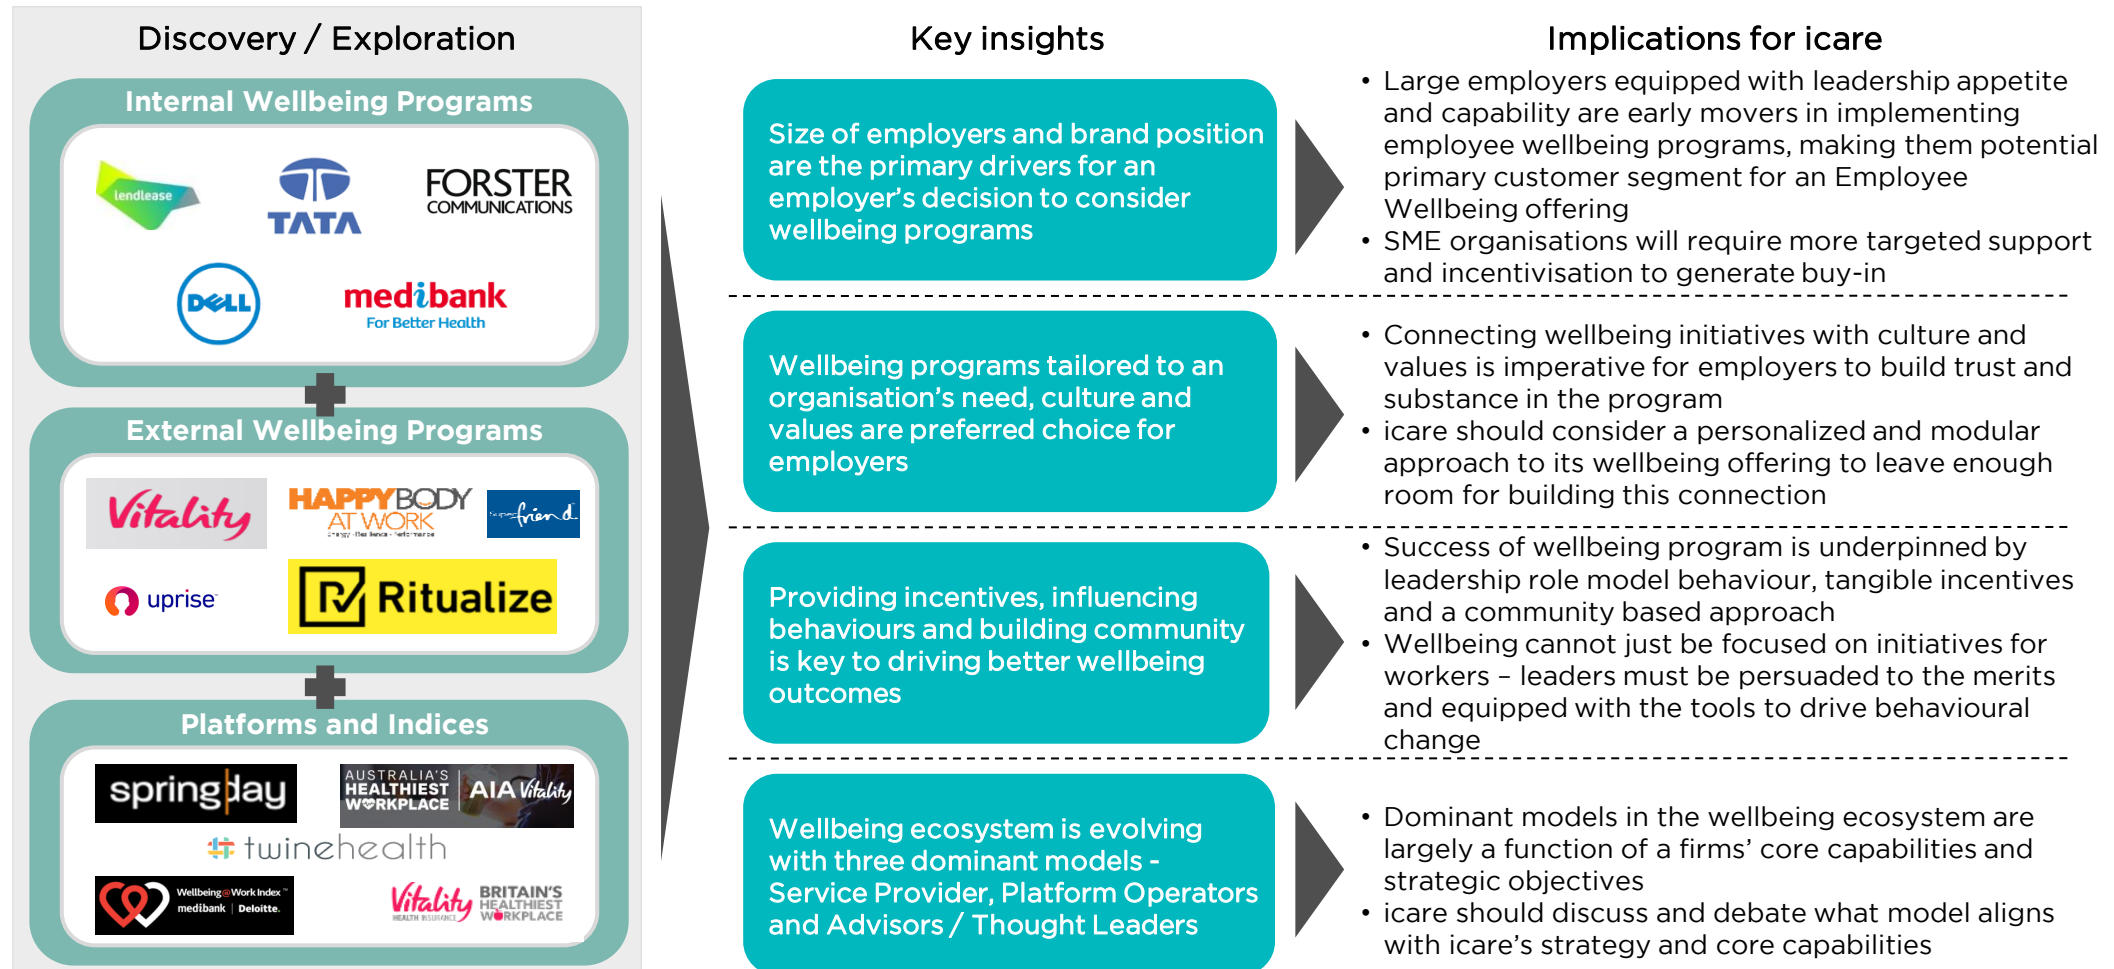 Discovery / Exploration
Internal Wellbeing Programs
lendlease
TATA
FORSTER
COMMUNICATIONS
DELL
medibank
For Better Health
External Wellbeing Programs
Vitality
HAPPYBODY
AT WORK
friend
uprise
Ritualize
Platforms and Indices
springday
AUSTRALIA'S
HEALTHIEST
WORKPLACE
AIA Vitality
twinehealth
Wellbeing@Work Index™
medibank | Deloitte.
Vitality
HEALTH INSURANCE
BRITAIN'S
HEALTHIEST
WORKPLACE
Key insights
Size of employers and brand position
are the primary drivers for an
employer's decision to consider
wellbeing programs
Wellbeing programs tailored to an
organisation's need, culture and
values are preferred choice for
employers
Providing incentives, influencing
behaviours and building community
is key to driving better wellbeing
outcomes
Wellbeing ecosystem is evolving
with three dominant models -
Service Provider, Platform Operators
and Advisors / Thought Leaders
Implications for icare
• Large employers equipped with leadership appetite
and capability are early movers in implementing
employee wellbeing programs, making them potential
primary customer segment for an Employee
Wellbeing offering
• SME organisations will require more targeted support
and incentivisation to generate buy-in
• Connecting wellbeing initiatives with culture and
values is imperative for employers to build trust and
substance in the program
• icare should consider a personalized and modular
approach to its wellbeing offering to leave enough
room for building this connection
• Success of wellbeing program is underpinned by
leadership role model behaviour, tangible incentives
and a community based approach
• Wellbeing cannot just be focused on initiatives for
workers – leaders must be persuaded to the merits
and equipped with the tools to drive behavioural
change
• Dominant models in the wellbeing ecosystem are
largely a function of a firms' core capabilities and
strategic objectives
• icare should discuss and debate what model aligns
with icare's strategy and core capabilities